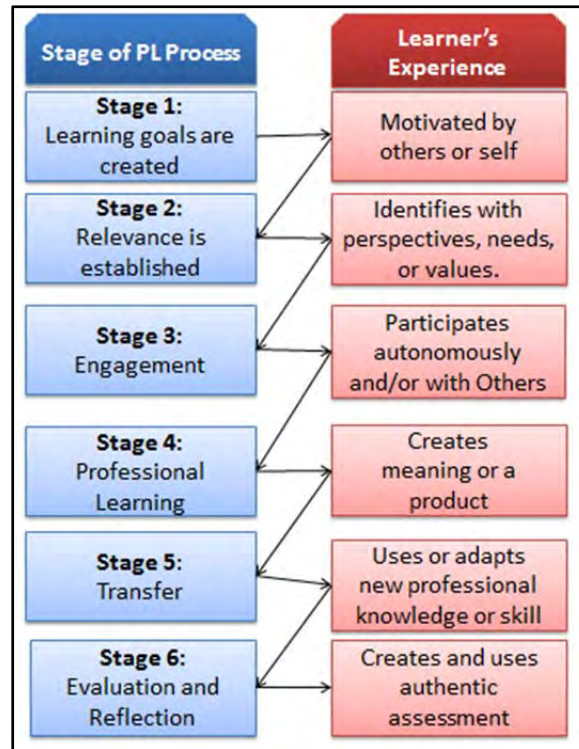 Stage of PL Process
Learner's
Experience
Stage 1:
Learning goals are
created
Motivated by
others or self
Stage 2:
Relevance is
established
Identifies with
perspectives, needs,
or values.
Stage 3:
Engagement
Participates
autonomously
and/or with Others
Stage 4:
Professional
Learning
Creates
meaning or a
product
Stage 5:
Transfer
Uses or adapts
new professional
knowledge or skill
Stage 6:
Evaluation and
Reflection
Creates and uses
authentic
assessment